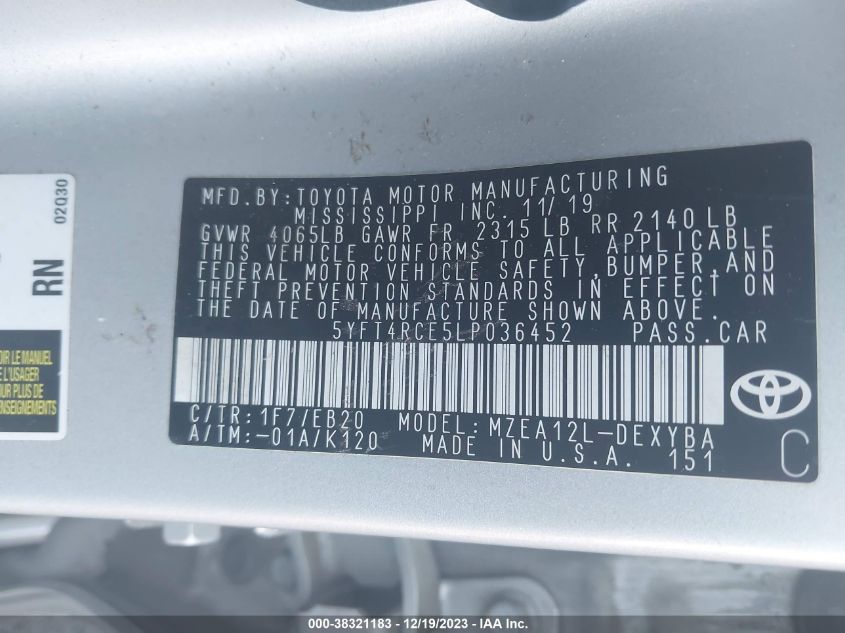 02Q30
RN
OIR LE MANUEL
L'USAGER
UR PLUS
ENSEIGNEMENTS
MFD.BY:TOYOTA MOTOR MANUFACTURING
MISSISSIPPI INC. 11/19
GVWR 4065LB GAWR FR 2315 LB RR 2140 LB
THIS VEHICLE CONFORMS TO ALL APPLICABLE
FEDERAL MOTOR VEHICLE SAFETY,BUMPER,AND
THEFT PREVENTION STANDARDS IN EFFECT ON
THE DATE OF MANUFACTURE SHOWN ABOVE.
5YFT4RCE5LP036452 PASS.CAR
C/TR:1F7/EB20 MODEL:MZEA12L-DEXYBA
A/TM:-01A/K120 MADE IN U.S.A. 151
C
000-38321183 - 12/19/2023 - IAA Inc.